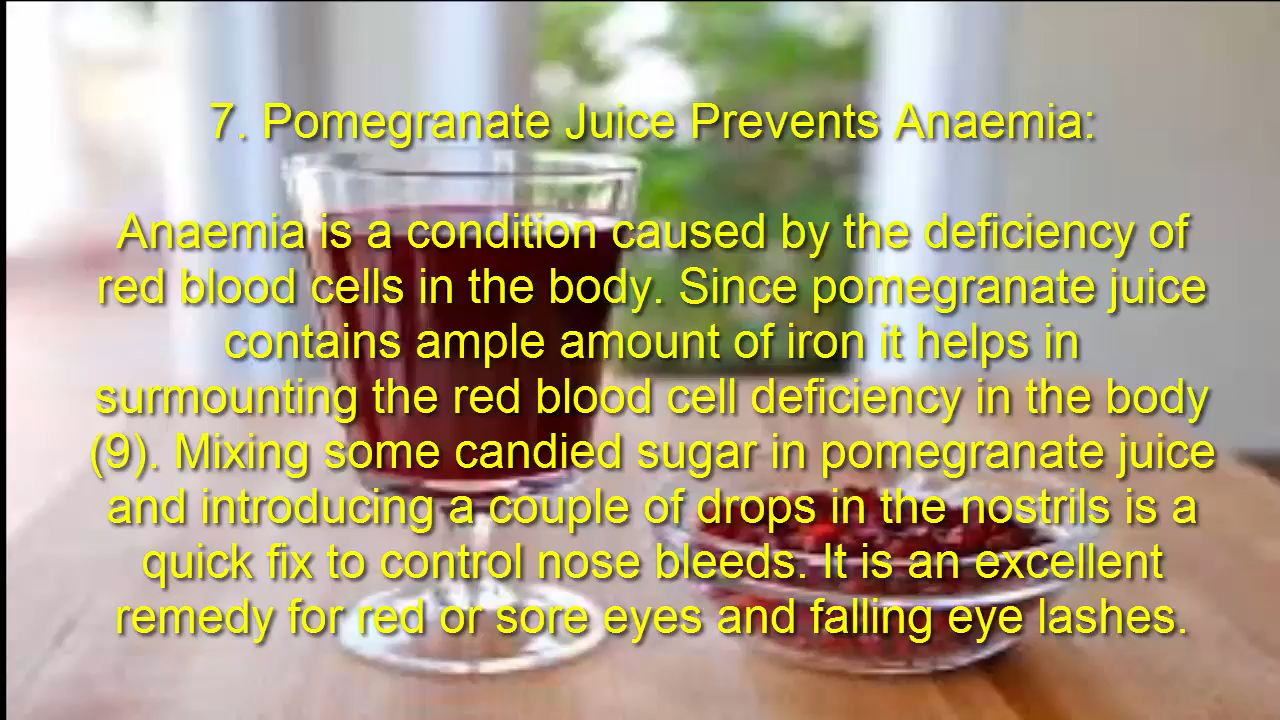 7. Pomegranate Juice Prevents Anaemia:
Anaemia is a condition caused by the deficiency of
red blood cells in the body. Since pomegranate juice
contains ample amount of iron it helps in
surmounting the red blood cell deficiency in the body
(9). Mixing some candied sugar in pomegranate juice
and introducing a couple of drops in the nostrils is a
quick fix to control nose bleeds. It is an excellent
remedy for red or sore eyes and falling eye lashes.